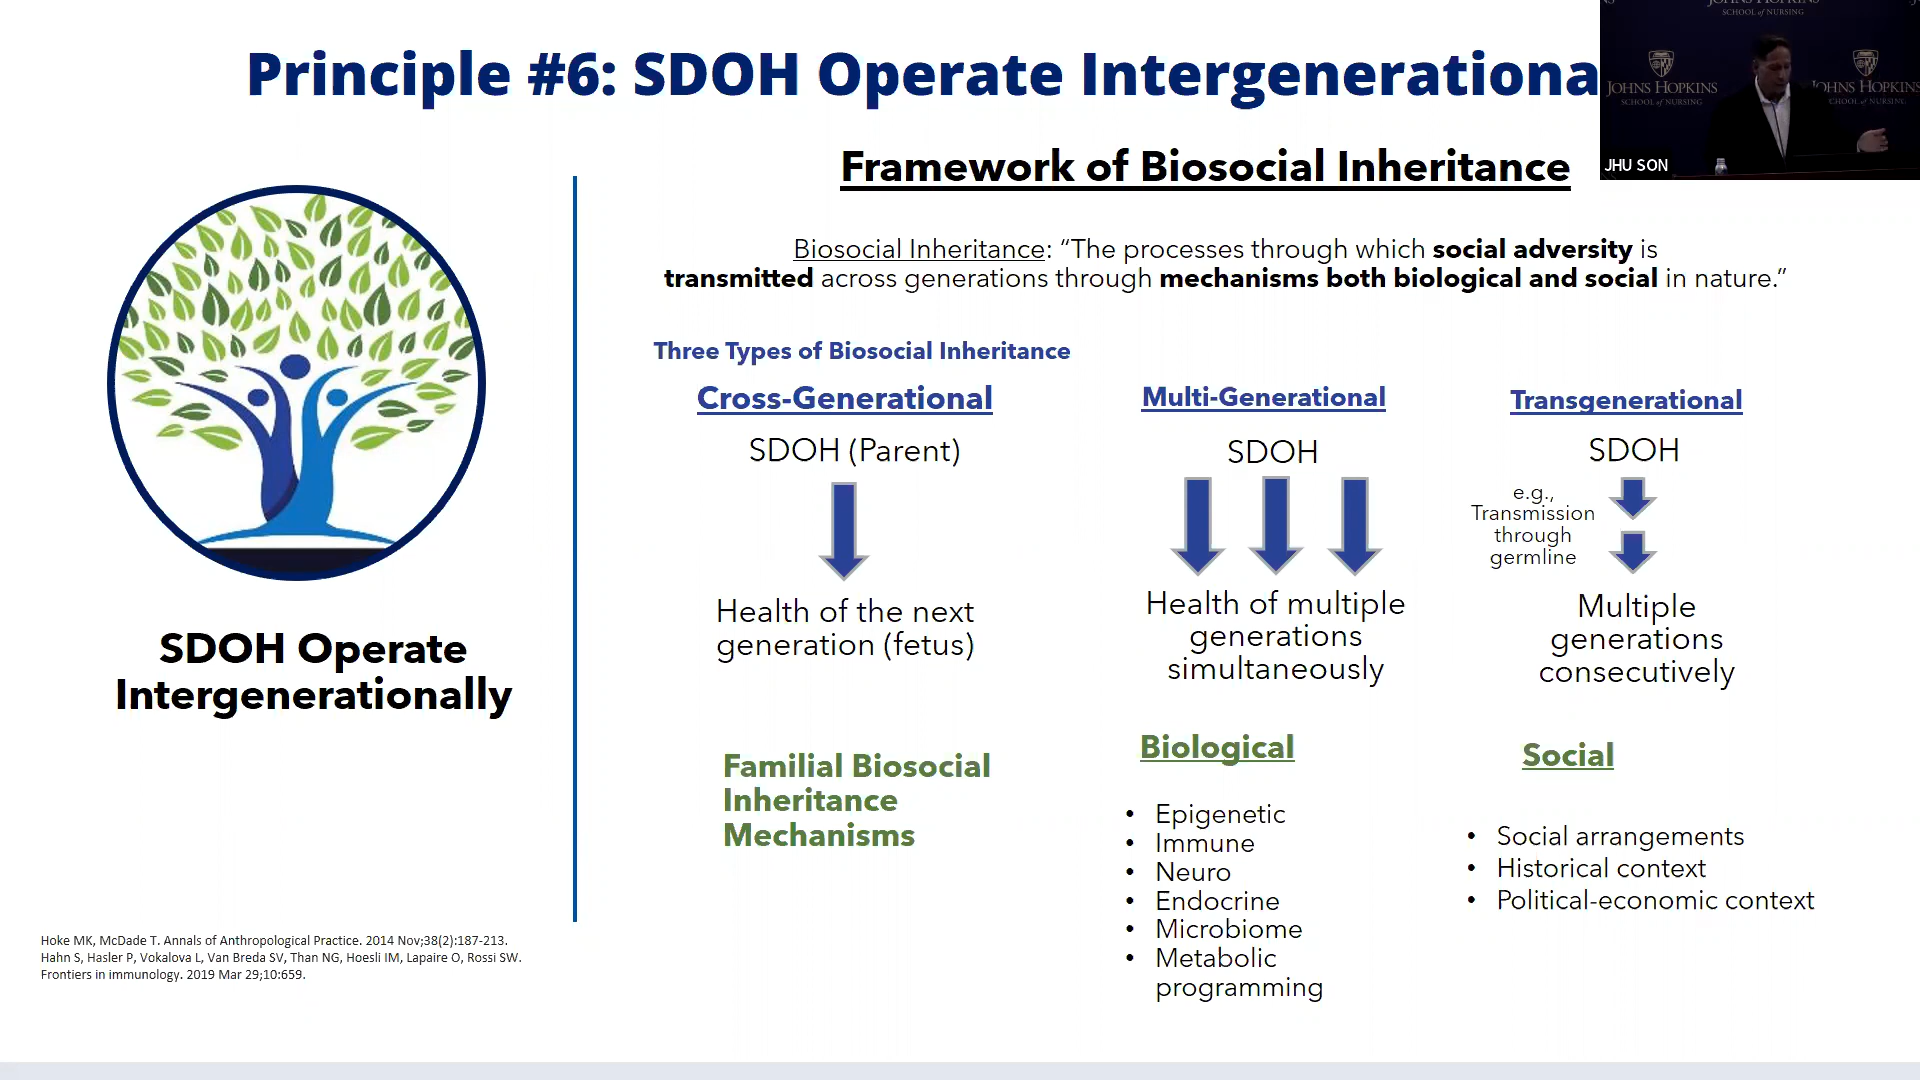 Principle #6: SDOH Operate Intergenerationa
JOHNS HOPKINS
SCHOOL of NURSING
JOHNS HOPKINS
SCHOOL of NURSING
OHNS HOPKINS
CHOOL of NURSING
JHU SON
Framework of Biosocial Inheritance
Biosocial Inheritance: “The processes through which social adversity is
transmitted across generations through mechanisms both biological and social in nature.”
Three Types of Biosocial Inheritance
Cross-Generational
SDOH (Parent)
Health of the next
generation (fetus)
Multi-Generational
SDOH
Health of multiple
generations
simultaneously
Transgenerational
SDOH
e.g.,
Transmission
through
germline
Multiple
generations
consecutively
SDOH Operate
Intergenerationally
Familial Biosocial
Inheritance
Mechanisms
Biological
• Epigenetic
• Immune
• Neuro
• Endocrine
• Microbiome
• Metabolic
programming
Social
• Social arrangements
• Historical context
• Political-economic context
Hoke MK, McDade T. Annals of Anthropological Practice. 2014 Nov;38(2):187-213.
Hahn S, Hasler P, Vokalova L, Van Breda SV, Than NG, Hoesli IM, Lapaire O, Rossi SW.
Frontiers in immunology. 2019 Mar 29;10:659.